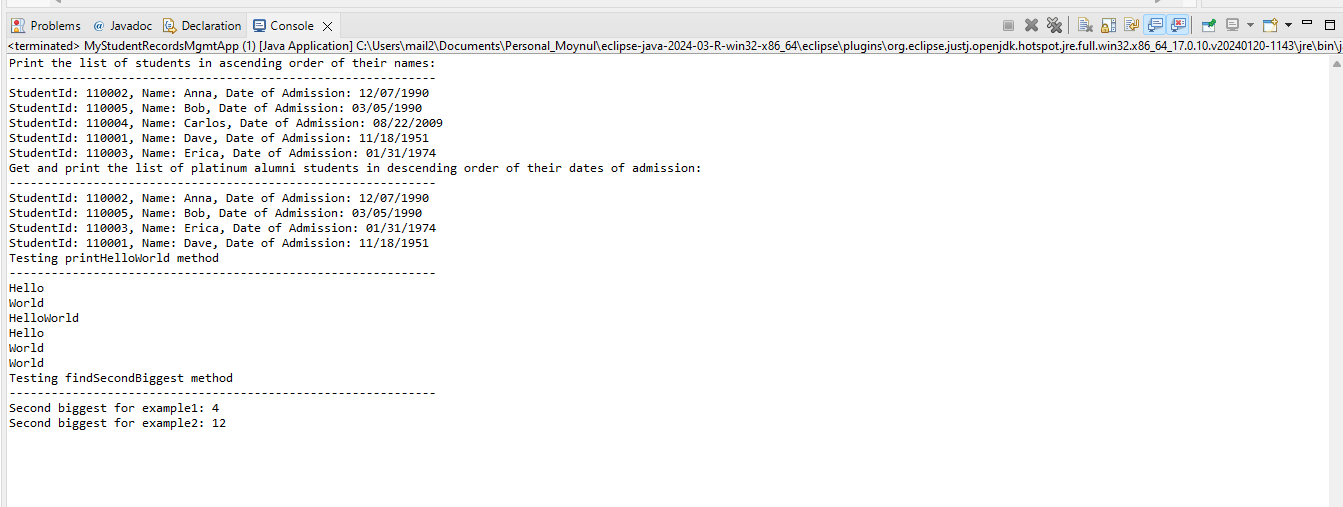 Problems @ Javadoc Declaration Console
<terminated> MyStudentRecordsMgmtApp (1) [Java Application] C:\Users\mail2\Documents\Personal_Moynul\eclipse-java-2024-03-R-win32-x86_64\eclipse\plugins\org.eclipse.justj.openjdk.hotspot.jre.full.win32.x86_64_17.0.10.v20240120-1143\jre\bin\j
Print the list of students in ascending order of their names:
-------------------------------------------------------------
StudentId: 110002, Name: Anna, Date of Admission: 12/07/1990
StudentId: 110005, Name: Bob, Date of Admission: 03/05/1990
StudentId: 110004, Name: Carlos, Date of Admission: 08/22/2009
StudentId: 110001, Name: Dave, Date of Admission: 11/18/1951
StudentId: 110003, Name: Erica, Date of Admission: 01/31/1974
Get and print the list of platinum alumni students in descending order of their dates of admission:
-------------------------------------------------------------
StudentId: 110002, Name: Anna, Date of Admission: 12/07/1990
StudentId: 110005, Name: Bob, Date of Admission: 03/05/1990
StudentId: 110003, Name: Erica, Date of Admission: 01/31/1974
StudentId: 110001, Name: Dave, Date of Admission: 11/18/1951
Testing printHelloWorld method
-------------------------------------------------------------
Hello
World
HelloWorld
Hello
World
World
Testing findSecondBiggest method
-------------------------------------------------------------
Second biggest for example1: 4
Second biggest for example2: 12